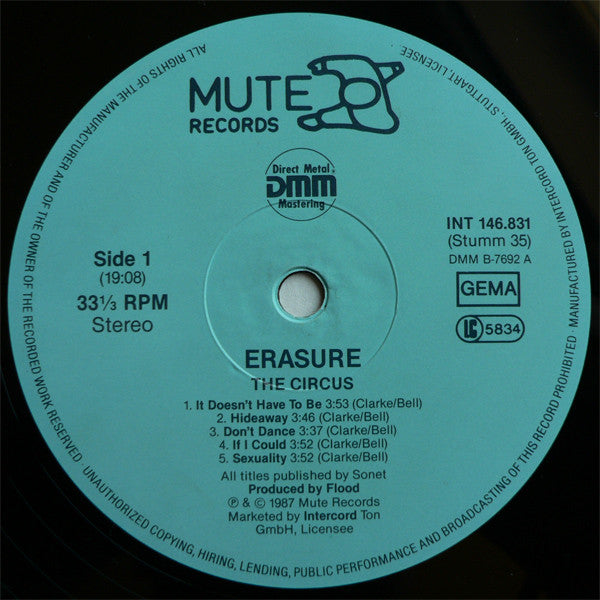 MUTE
RECORDS
Direct Metal
DMM
Mastering
Side 1
(19:08)
33⅓ RPM
Stereo
INT 146.831
(Stumm 35)
DMM B-7692 A
GEMA
LC 5834
ERASURE
THE CIRCUS
1. It Doesn't Have To Be 3:53 (Clarke/Bell)
2. Hideaway 3:46 (Clarke/Bell)
3. Don't Dance 3:37 (Clarke/Bell)
4. If I Could 3:52 (Clarke/Bell)
5. Sexuality 3:52 (Clarke/Bell)
All titles published by Sonet
Produced by Flood
℗ & © 1987 Mute Records
Marketed by Intercord Ton
GmbH, Licensee
ALL RIGHTS OF THE MANUFACTURER AND OF THE OWNER OF THE RECORDED WORK RESERVED · UNAUTHORIZED COPYING, HIRING, LENDING, PUBLIC PERFORMANCE AND BROADCASTING OF THIS RECORD PROHIBITED · MANUFACTURED BY INTERCORD TON GMBH, STUTTGART, LICENSEE